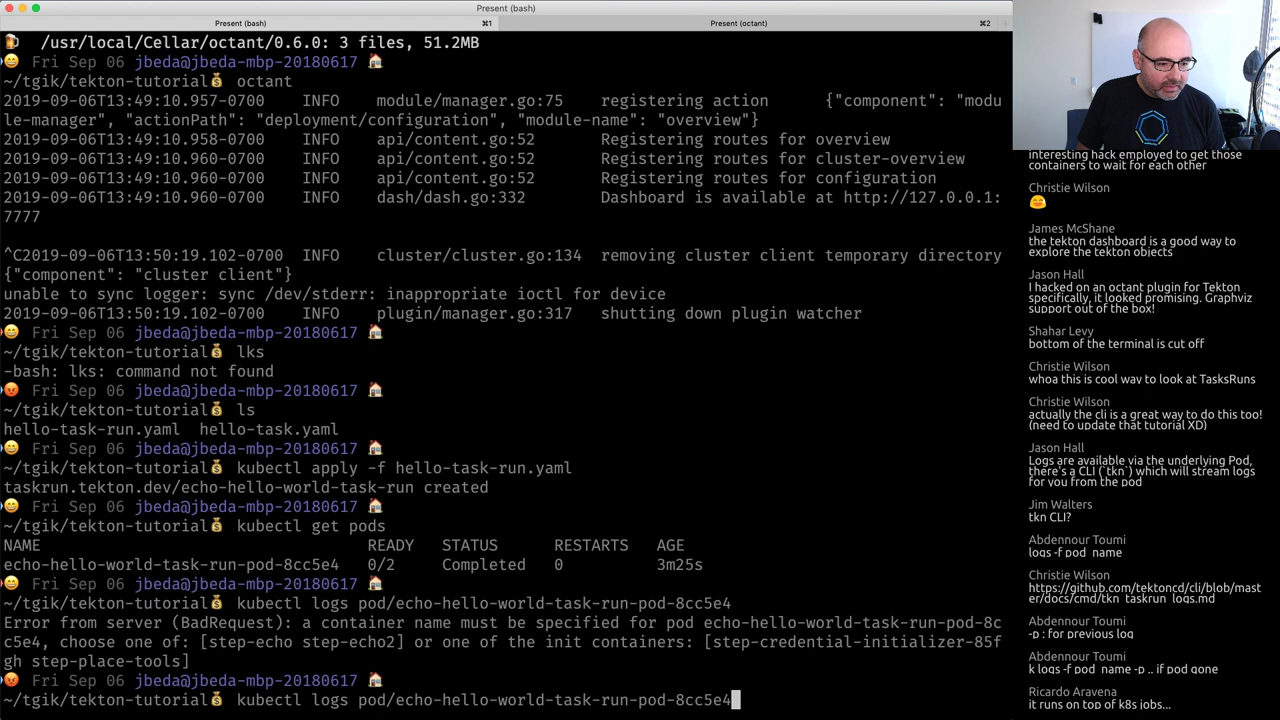 Present (bash)
Present (bash) ⌘1 Present (octant) ⌘2 +
🍺 /usr/local/Cellar/octant/0.6.0: 3 files, 51.2MB
😄 Fri Sep 06 jbeda@jbeda-mbp-20180617 🏠
~/tgik/tekton-tutorial💰 octant
2019-09-06T13:49:10.957-0700 INFO module/manager.go:75 registering action {"component": "modu
le-manager", "actionPath": "deployment/configuration", "module-name": "overview"}
2019-09-06T13:49:10.958-0700 INFO api/content.go:52 Registering routes for overview
2019-09-06T13:49:10.960-0700 INFO api/content.go:52 Registering routes for cluster-overview
2019-09-06T13:49:10.960-0700 INFO api/content.go:52 Registering routes for configuration
2019-09-06T13:49:10.960-0700 INFO dash/dash.go:332 Dashboard is available at http://127.0.0.1:
7777
^C2019-09-06T13:50:19.102-0700 INFO cluster/cluster.go:134 removing cluster client temporary directory
{"component": "cluster client"}
unable to sync logger: sync /dev/stderr: inappropriate ioctl for device
2019-09-06T13:50:19.102-0700 INFO plugin/manager.go:317 shutting down plugin watcher
😄 Fri Sep 06 jbeda@jbeda-mbp-20180617 🏠
~/tgik/tekton-tutorial💰 lks
-bash: lks: command not found
😡 Fri Sep 06 jbeda@jbeda-mbp-20180617 🏠
~/tgik/tekton-tutorial💰 ls
hello-task-run.yaml hello-task.yaml
😄 Fri Sep 06 jbeda@jbeda-mbp-20180617 🏠
~/tgik/tekton-tutorial💰 kubectl apply -f hello-task-run.yaml
taskrun.tekton.dev/echo-hello-world-task-run created
😄 Fri Sep 06 jbeda@jbeda-mbp-20180617 🏠
~/tgik/tekton-tutorial💰 kubectl get pods
NAME READY STATUS RESTARTS AGE
echo-hello-world-task-run-pod-8cc5e4 0/2 Completed 0 3m25s
😄 Fri Sep 06 jbeda@jbeda-mbp-20180617 🏠
~/tgik/tekton-tutorial💰 kubectl logs pod/echo-hello-world-task-run-pod-8cc5e4
Error from server (BadRequest): a container name must be specified for pod echo-hello-world-task-run-pod-8c
c5e4, choose one of: [step-echo step-echo2] or one of the init containers: [step-credential-initializer-85f
gh step-place-tools]
😡 Fri Sep 06 jbeda@jbeda-mbp-20180617 🏠
~/tgik/tekton-tutorial💰 kubectl logs pod/echo-hello-world-task-run-pod-8cc5e4
interesting hack employed to get those
containers to wait for each other
Christie Wilson
🤗
James McShane
the tekton dashboard is a good way to
explore the tekton objects
Jason Hall
I hacked on an octant plugin for Tekton
specifically, it looked promising. Graphviz
support out of the box!
Shahar Levy
bottom of the terminal is cut off
Christie Wilson
whoa this is cool way to look at TasksRuns
Christie Wilson
actually the cli is a great way to do this too!
(need to update that tutorial XD)
Jason Hall
Logs are available via the underlying Pod,
there's a CLI (`tkn`) which will stream logs
for you from the pod
Jim Walters
tkn CLI?
Abdennour Toumi
logs -f pod_name
Christie Wilson
https://github.com/tektoncd/cli/blob/mast
er/docs/cmd/tkn_taskrun_logs.md
Abdennour Toumi
-p : for previous log
Abdennour Toumi
k logs -f pod_name -p .. if pod gone
Ricardo Aravena
it runs on top of k8s jobs...